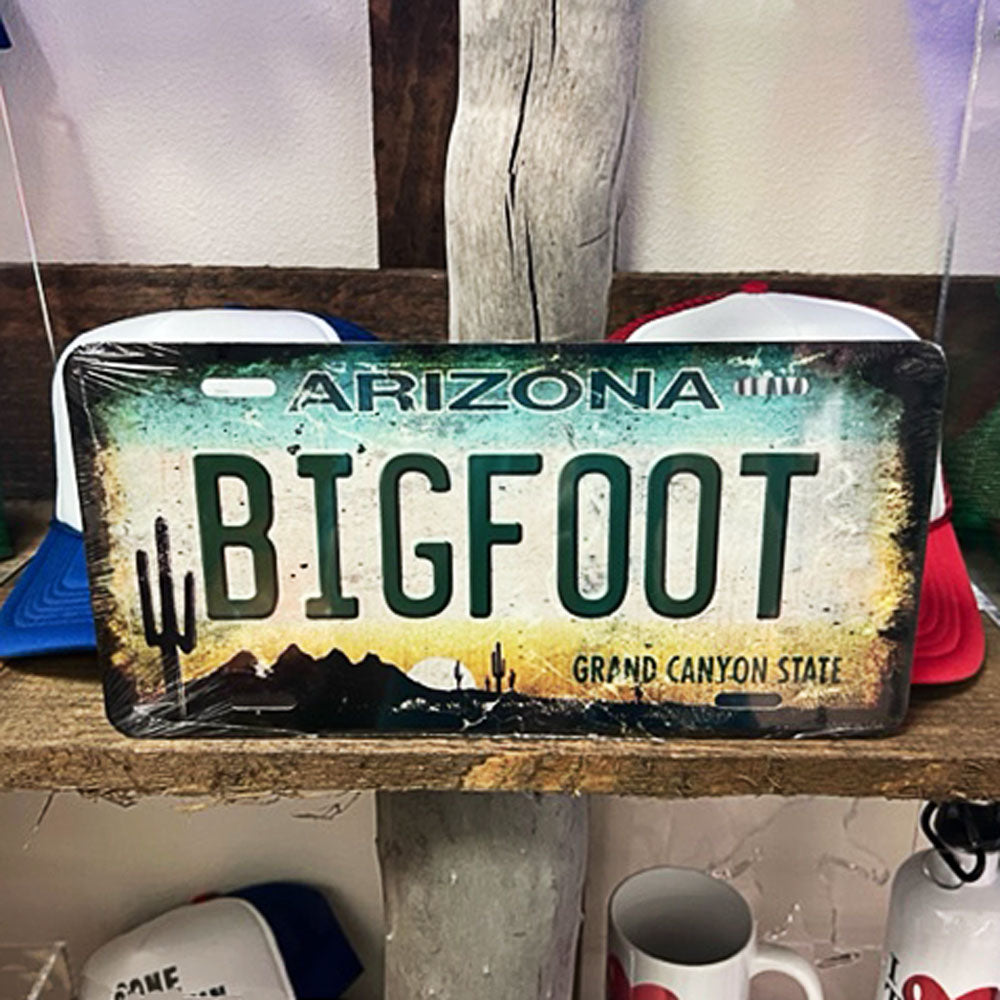 ARIZONA
BIGFOOT
GRAND CANYON STATE
I